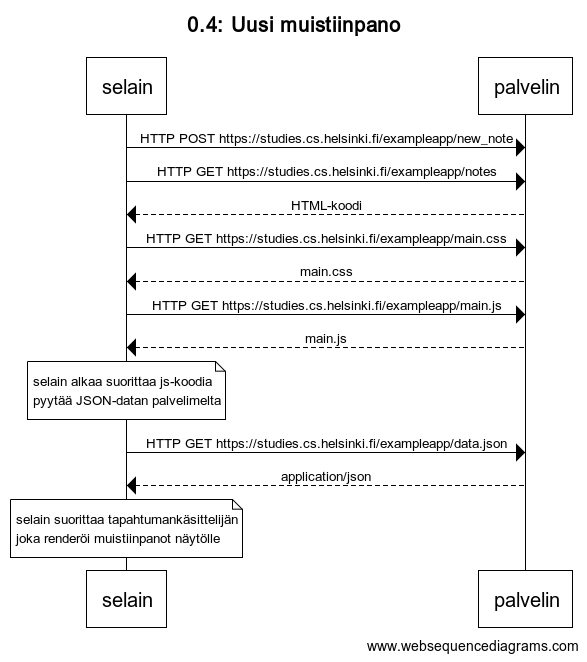 0.4: Uusi muistiinpano
selain
palvelin
HTTP POST https://studies.cs.helsinki.fi/exampleapp/new_note
HTTP GET https://studies.cs.helsinki.fi/exampleapp/notes
HTML-koodi
HTTP GET https://studies.cs.helsinki.fi/exampleapp/main.css
main.css
HTTP GET https://studies.cs.helsinki.fi/exampleapp/main.js
main.js
selain alkaa suorittaa js-koodia
pyytää JSON-datan palvelimelta
HTTP GET https://studies.cs.helsinki.fi/exampleapp/data.json
application/json
selain suorittaa tapahtumankäsittelijän
joka renderöi muistiinpanot näytölle
selain
palvelin
www.websequencediagrams.com